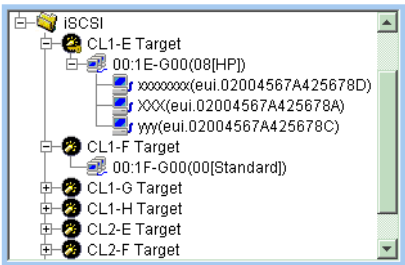 iSCSI
CL1-E Target
00:1E-G00(08[HP])
xxxxxxxx(eui.02004567A425678D)
XXX(eui.02004567A425678A)
yyy(eui.02004567A425678C)
CL1-F Target
00:1F-G00(00[Standard])
CL1-G Target
CL1-H Target
CL2-E Target
CL2-F Target